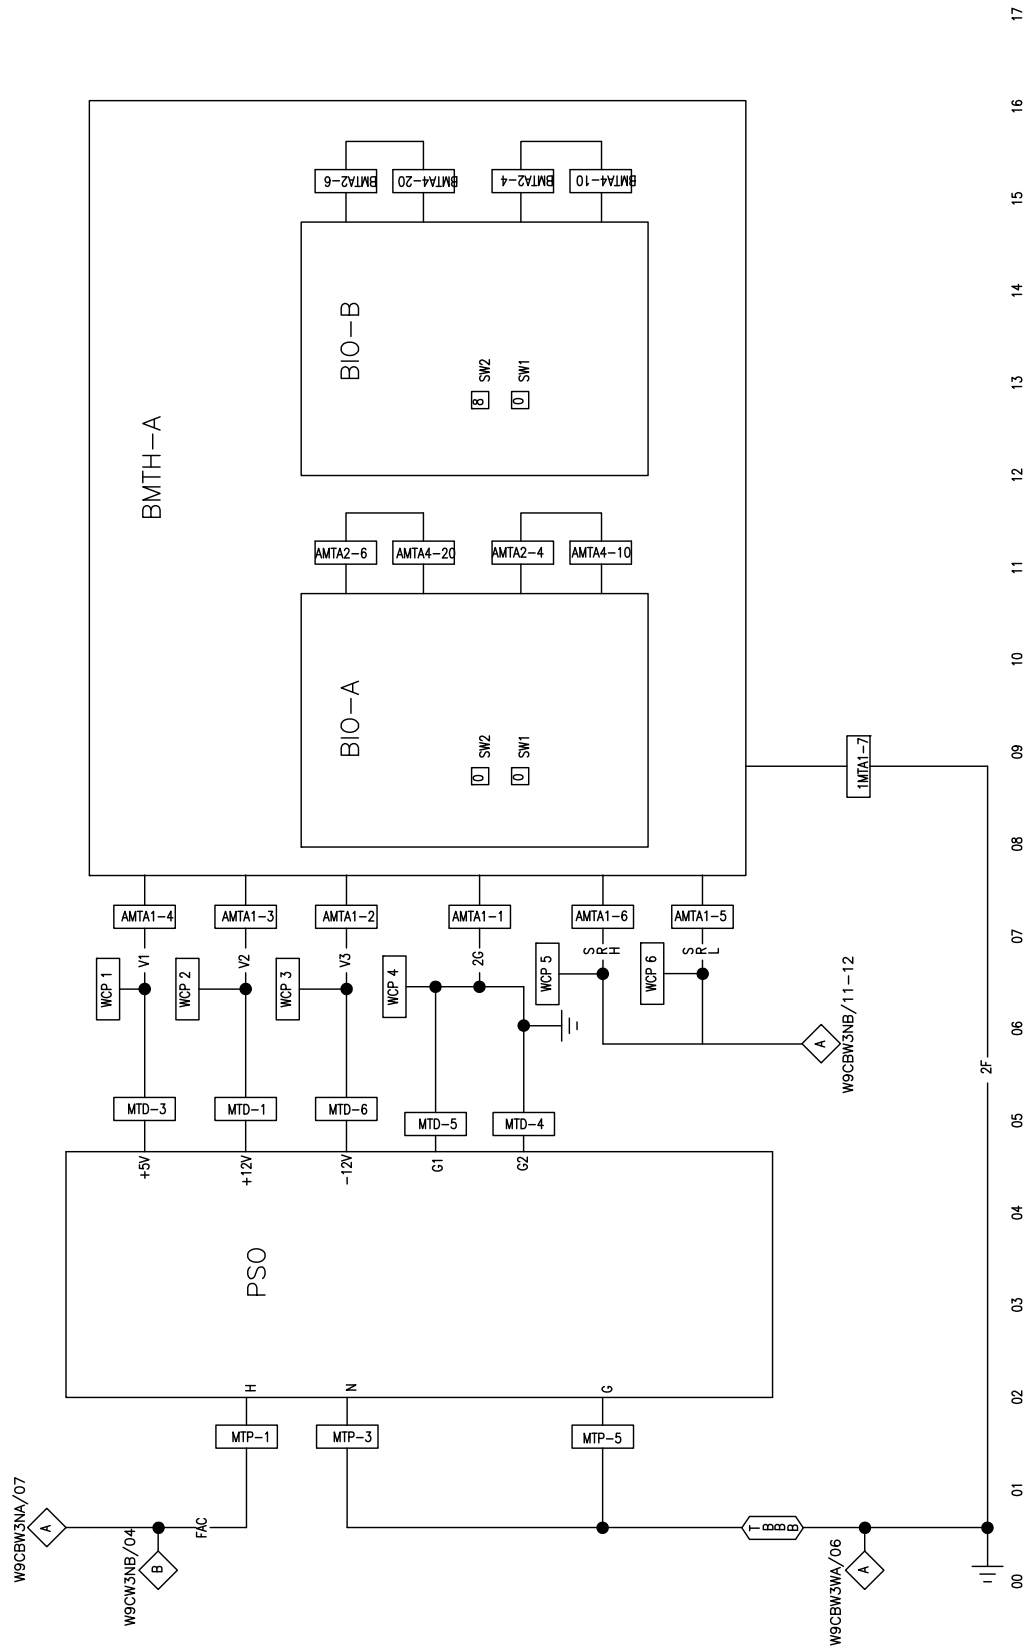 17
16
15
14
13
12
11
10
09
08
07
06
05
04
03
02
01
00
BMTH-A
BMTA2-6
BMTA4-20
BMTA2-4
BMTA4-10
BIO-B
8 SW2
0 SW1
AMTA2-6
AMTA4-20
AMTA2-4
AMTA4-10
BIO-A
0 SW2
0 SW1
1MTA1-7
AMTA1-4
AMTA1-3
AMTA1-2
AMTA1-1
AMTA1-6
AMTA1-5
V1
V2
V3
2G
SRH
SRL
WCP 1
WCP 2
WCP 3
WCP 4
WCP 5
WCP 6
A
W9CBW3NB/11-12
2F
MTD-3
MTD-1
MTD-6
MTD-5
MTD-4
+5V
+12V
-12V
G1
G2
PSO
H
N
G
MTP-1
MTP-3
MTP-5
W9CBW3NA/07
A
W9CW3NB/04
B
FAC
TBBB
W9CBW3WA/06
A